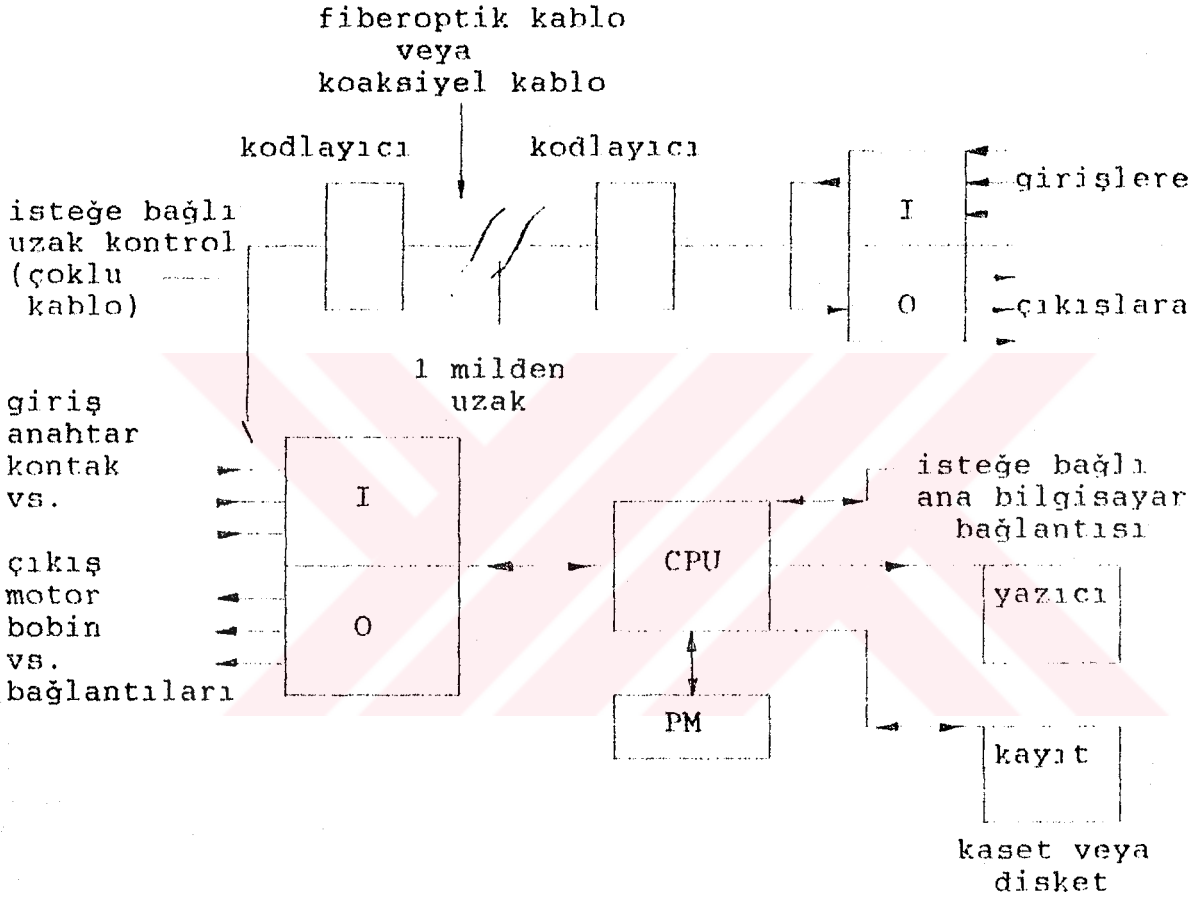 fiberoptik kablo
veya
koaksiyel kablo
kodlayıcı
kodlayıcı
isteğe bağlı
uzak kontrol
(çoklu
kablo)
I
O
girişlere
çıkışlara
1 milden
uzak
giriş
anahtar
kontak
vs.
çıkış
motor
bobin
vs.
bağlantıları
I
O
CPU
PM
isteğe bağlı
ana bilgisayar
bağlantısı
yazıcı
kayıt
kaset veya
disket